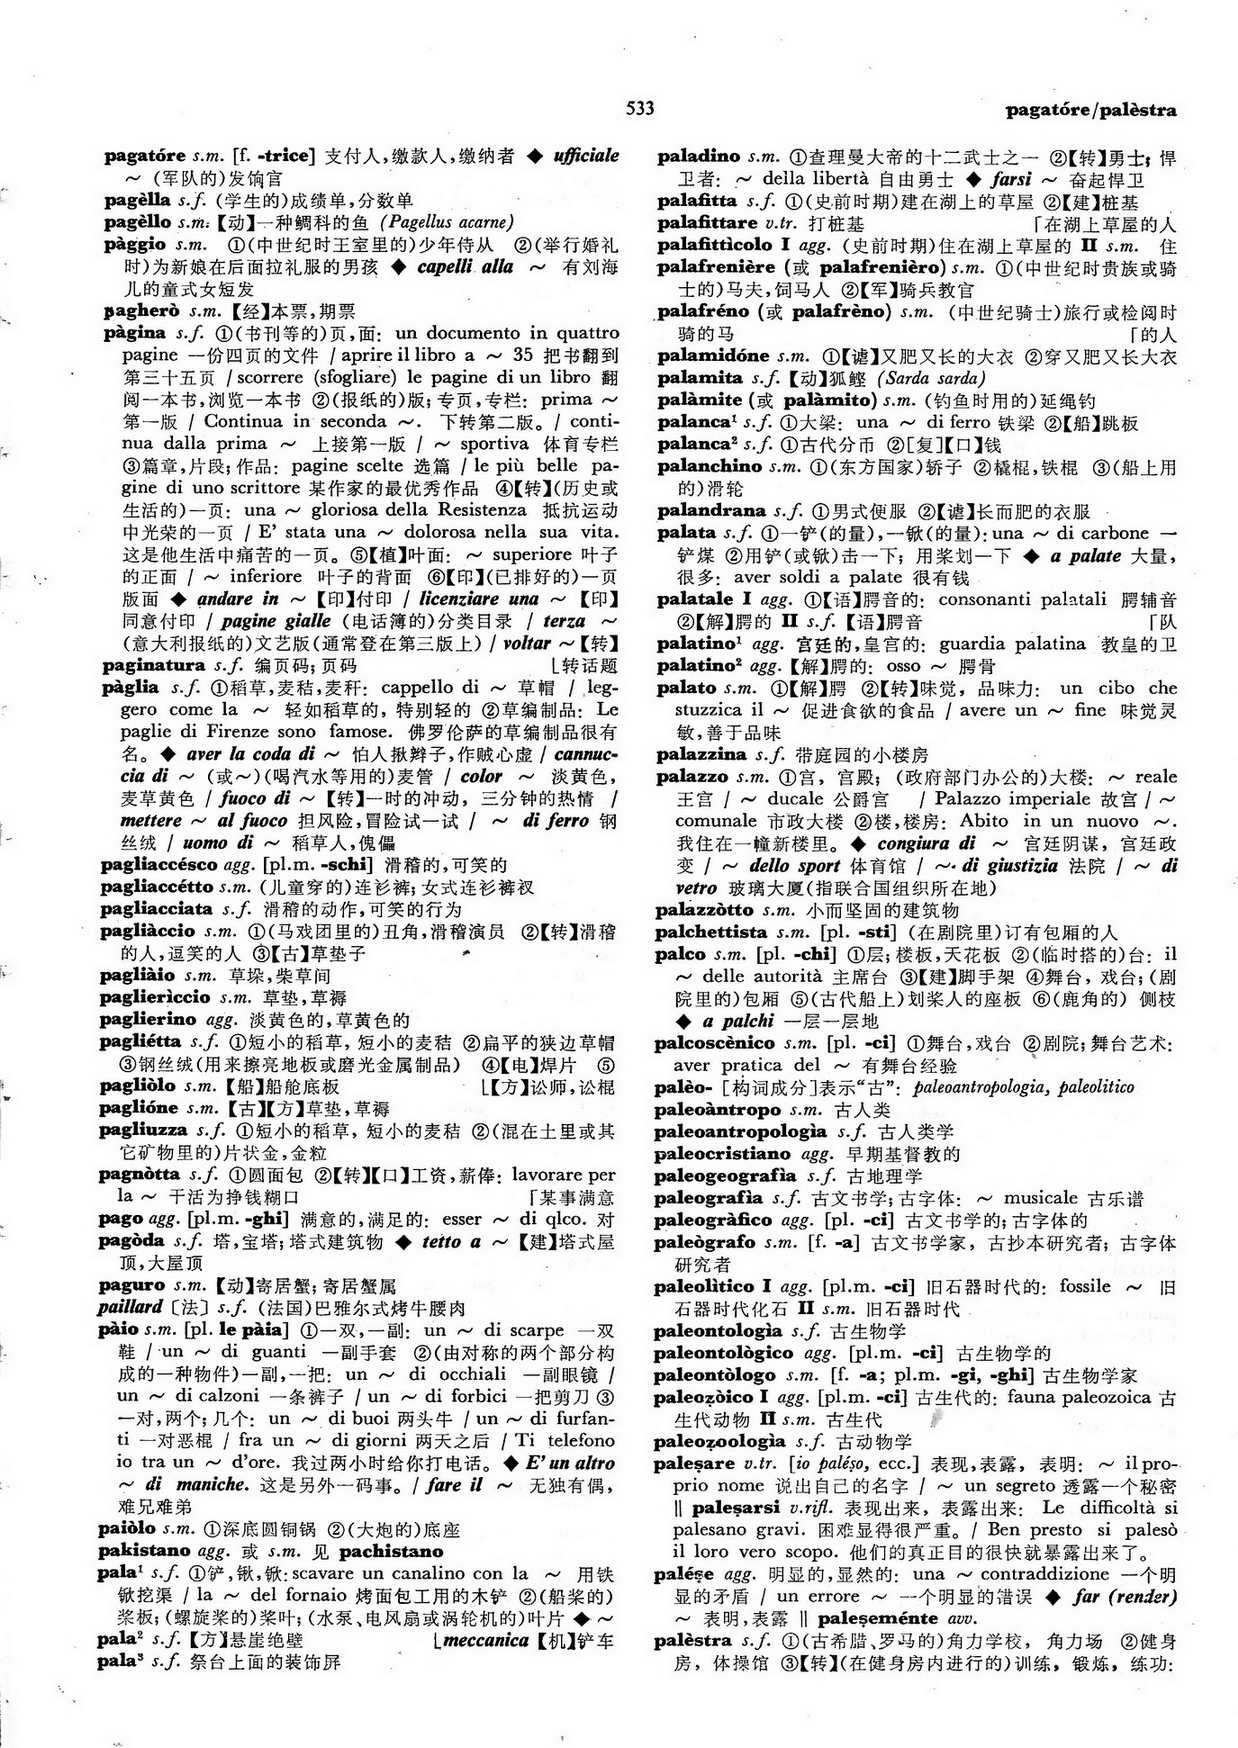 533
pagatóre/palèstra
pagatóre s.m. [f. -trice] 支付人,缴款人,缴纳者 ◆ ufficiale
~ (军队的)发饷官
pagèlla s.f. (学生的)成绩单,分数单
pagèllo s.m. 【动】一种鲷科的鱼 (Pagellus acarne)
pàggio s.m. ①(中世纪时王室里的)少年侍从 ②(举行婚礼
时)为新娘在后面拉礼服的男孩 ◆ capelli alla ~ 有刘海
儿的童式女短发
pagherò s.m. 【经】本票,期票
pàgina s.f. ①(书刊等的)页,面: un documento in quattro
pagine 一份四页的文件 / aprire il libro a ~ 35 把书翻到
第三十五页 / scorrere (sfogliare) le pagine di un libro 翻
阅一本书,浏览一本书 ②(报纸的)版; 专页,专栏: prima ~
第一版 / Continua in seconda ~. 下转第二版。/ conti-
nua dalla prima ~ 上接第一版 / ~ sportiva 体育专栏
③篇章,片段; 作品: pagine scelte 选篇 / le più belle pa-
gine di uno scrittore 某作家的最优秀作品 ④【转】(历史或
生活的)一页: una ~ gloriosa della Resistenza 抵抗运动
中光荣的一页 / E' stata una ~ dolorosa nella sua vita.
这是他生活中痛苦的一页。⑤【植】叶面: ~ superiore 叶子
的正面 / ~ inferiore 叶子的背面 ⑥【印】(已排好的)一页
版面 ◆ andare in ~ 【印】付印 / licenziare una ~ 【印】
同意付印 / pagine gialle (电话簿的)分类目录 / terza ~
(意大利报纸的)文艺版(通常登在第三版上) / voltar ~【转】
paginatura s.f. 编页码; 页码 ⌊转话题
pàglia s.f. ①稻草,麦秸,麦秆: cappello di ~ 草帽 / leg-
gero come la ~ 轻如稻草的, 特别轻的 ②草编制品: Le
paglie di Firenze sono famose. 佛罗伦萨的草编制品很有
名。◆ aver la coda di ~ 怕人揪辫子,作贼心虚 / cannuc-
cia di ~ (或~)(喝汽水等用的)麦管 / color ~ 淡黄色,
麦草黄色 / fuoco di ~ 【转】一时的冲动, 三分钟的热情 /
mettere ~ al fuoco 担风险,冒险试一试 / ~ di ferro 钢
丝绒 / uomo di ~ 稻草人,傀儡
pagliaccésco agg. [pl.m. -schi] 滑稽的,可笑的
pagliaccétto s.m. (儿童穿的)连衫裤; 女式连衫裤衩
pagliacciata s.f. 滑稽的动作,可笑的行为
pagliàccio s.m. ①(马戏团里的)丑角,滑稽演员 ②【转】滑稽
的人,逗笑的人 ③【古】草垫子
pagliàio s.m. 草垛,柴草间
paglierìccio s.m. 草垫,草褥
paglierino agg. 淡黄色的,草黄色的
pagliétta s.f. ①短小的稻草, 短小的麦秸 ②扁平的狭边草帽
③钢丝绒(用来擦亮地板或磨光金属制品) ④【电】焊片 ⑤
pagliòlo s.m. 【船】船舱底板 ⌊【方】讼师,讼棍
paglióne s.m. 【古】【方】草垫,草褥
pagliuzza s.f. ①短小的稻草, 短小的麦秸 ②(混在土里或其
它矿物里的)片状金,金粒
pagnòtta s.f. ①圆面包 ②【转】【口】工资,薪俸: lavorare per
la ~ 干活为挣钱糊口 ⌈某事满意
pago agg. [pl.m. -ghi] 满意的,满足的: esser ~ di qlco. 对
pagòda s.f. 塔,宝塔; 塔式建筑物 ◆ tetto a ~ 【建】塔式屋
顶,大屋顶
paguro s.m. 【动】寄居蟹; 寄居蟹属
paillard 〔法〕 s.f. (法国)巴雅尔式烤牛腰肉
pàio s.m. [pl. le pàia] ①一双,一副: un ~ di scarpe 一双
鞋 / un ~ di guanti 一副手套 ②(由对称的两个部分构
成的一种物件)一副,一把: un ~ di occhiali 一副眼镜 /
un ~ di calzoni 一条裤子 / un ~ di forbici 一把剪刀 ③
一对,两个; 几个: un ~ di buoi 两头牛 / un ~ di furfan-
ti 一对恶棍 / fra un ~ di giorni 两天之后 / Ti telefono
io tra un ~ d'ore. 我过两小时给你打电话。◆ E' un altro
~ di maniche. 这是另外一码事。/ fare il ~ 无独有偶,
难兄难弟
paiòlo s.m. ①深底圆铜锅 ②(大炮的)底座
pakistano agg. 或 s.m. 见 pachistano
pala¹ s.f. ①铲,锹,锨: scavare un canalino con la ~ 用铁
锨挖渠 / la ~ del fornaio 烤面包工用的木铲 ②(船桨的)
桨板; (螺旋桨的)桨叶; (水泵、电风扇或涡轮机的)叶片 ◆ ~
pala² s.f. 【方】悬崖绝壁 ⌊meccanica 【机】铲车
pala³ s.f. 祭台上面的装饰屏
paladino s.m. ①查理曼大帝的十二武士之一 ②【转】勇士; 悍
卫者: ~ della libertà 自由勇士 ◆ farsi ~ 奋起悍卫
palafitta s.f. ①(史前时期)建在湖上的草屋 ②【建】桩基
palafittare v.tr. 打桩基 ⌈在湖上草屋的人
palafittìcolo I agg. (史前时期)住在湖上草屋的 II s.m. 住
palafrenière (或 palafrenièro) s.m. ①(中世纪时贵族或骑
士的)马夫,饲马人 ②【军】骑兵教官
palafréno (或 palafrèno) s.m. (中世纪骑士)旅行或检阅时
骑的马 ⌈的人
palamidóne s.m. ①【谑】又肥又长的大衣 ②穿又肥又长大衣
palamita s.f. 【动】狐鲣 (Sarda sarda)
palàmite (或 palàmito) s.m. (钓鱼时用的)延绳钓
palanca¹ s.f. ①大梁: una ~ di ferro 铁梁 ②【船】跳板
palanca² s.f. ①古代分币 ②[复]【口】钱
palanchino s.m. ①(东方国家)轿子 ②橇棍,铁棍 ③(船上用
的)滑轮
palandrana s.f. ①男式便服 ②【谑】长而肥的衣服
palata s.f. ①一铲(的量),一锨(的量): una ~ di carbone 一
铲煤 ②用铲(或锨)击一下; 用桨划一下 ◆ a palate 大量,
很多: aver soldi a palate 很有钱
palatale I agg. ①【语】腭音的: consonanti palatali 腭辅音
②【解】腭的 II s.f. 【语】腭音 ⌈队
palatino¹ agg. 宫廷的,皇宫的: guardia palatina 教皇的卫
palatino² agg. 【解】腭的: osso ~ 腭骨
palato s.m. ①【解】腭 ②【转】味觉, 品味力: un cibo che
stuzzica il ~ 促进食欲的食品 / avere un ~ fine 味觉灵
敏,善于品味
palazzina s.f. 带庭园的小楼房
palazzo s.m. ①宫, 宫殿; (政府部门办公的)大楼: ~ reale
王宫 / ~ ducale 公爵宫 / Palazzo imperiale 故宫 / ~
comunale 市政大楼 ②楼,楼房: Abito in un nuovo ~.
我住在一幢新楼里。◆ congiura di ~ 宫廷阴谋, 宫廷政
变 / ~ dello sport 体育馆 / ~ di giustizia 法院 / ~ di
vetro 玻璃大厦(指联合国组织所在地)
palazzòtto s.m. 小而坚固的建筑物
palchettista s.m. [pl. -sti] (在剧院里)订有包厢的人
palco s.m. [pl. -chi] ①层; 楼板,天花板 ②(临时搭的)台: il
~ delle autorità 主席台 ③【建】脚手架 ④舞台, 戏台; (剧
院里的)包厢 ⑤(古代船上)划桨人的座板 ⑥(鹿角的) 侧枝
◆ a palchi 一层一层地
palcoscènico s.m. [pl. -ci] ①舞台,戏台 ②剧院; 舞台艺术:
aver pratica del ~ 有舞台经验
palèo- [构词成分]表示“古”: paleoantropologia, paleolitico
paleoàntropo s.m. 古人类
paleoantropologìa s.f. 古人类学
paleocristiano agg. 早期基督教的
paleogeografìa s.f. 古地理学
paleografìa s.f. 古文书学; 古字体: ~ musicale 古乐谱
paleogràfico agg. [pl. -ci] 古文书学的; 古字体的
paleògrafo s.m. [f. -a] 古文书学家, 古抄本研究者; 古字体
研究者
paleolìtico I agg. [pl.m. -ci] 旧石器时代的: fossile ~ 旧
石器时代化石 II s.m. 旧石器时代
paleontologìa s.f. 古生物学
paleontològico agg. [pl.m. -ci] 古生物学的
paleontòlogo s.m. [f. -a; pl.m. -gi, -ghi] 古生物学家
paleoẓòico I agg. [pl.m. -ci] 古生代的: fauna paleozoica 古
生代动物 II s.m. 古生代
paleoẓoologìa s.f. 古动物学
paleṣare v.tr. [io paléṣo, ecc.] 表现,表露, 表明: ~ il pro-
prio nome 说出自己的名字 / ~ un segreto 透露一个秘密
‖ paleṣarsi v.rifl. 表现出来, 表露出来: Le difficoltà si
palesano gravi. 困难显得很严重。/ Ben presto si palesò
il loro vero scopo. 他们的真正目的很快就暴露出来了。
paléṣe agg. 明显的,显然的: una ~ contraddizione 一个明
显的矛盾 / un errore ~ 一个明显的错误 ◆ far (render)
~ 表明,表露 ‖ paleṣeménte avv.
palèstra s.f. ①(古希腊、罗马的)角力学校, 角力场 ②健身
房, 体操馆 ③【转】(在健身房内进行的)训练, 锻炼, 练功: